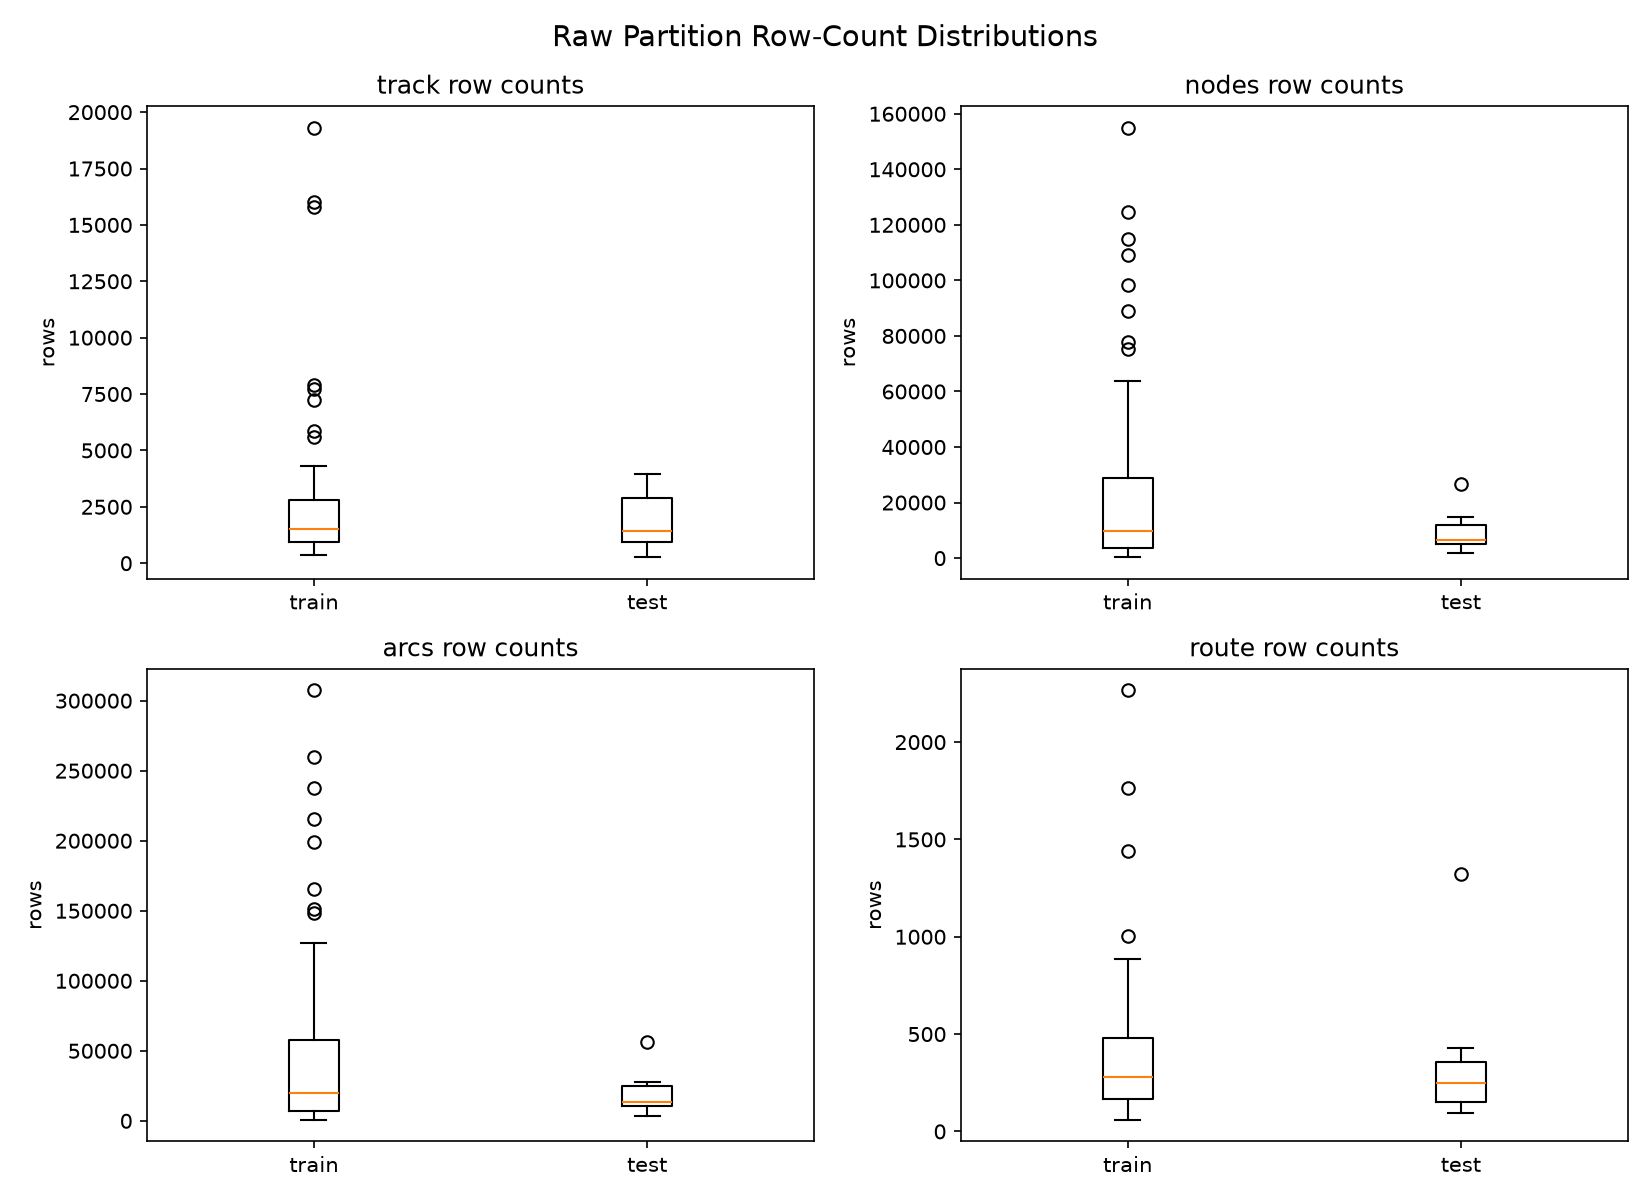 Raw Partition Row-Count Distributions
track row counts
20000
17500
15000
12500
10000
7500
5000
2500
0
rows
train
test
nodes row counts
160000
140000
120000
100000
80000
60000
40000
20000
0
rows
train
test
arcs row counts
300000
250000
200000
150000
100000
50000
0
rows
train
test
route row counts
2000
1500
1000
500
0
rows
train
test